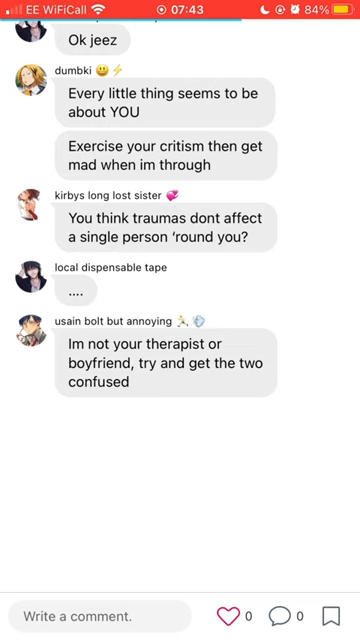 EE WiFiCall 07:43 84%
Ok jeez
dumbki 😃⚡
Every little thing seems to be
about YOU
Exercise your critism then get
mad when im through
kirbys long lost sister 💞
You think traumas dont affect
a single person ‘round you?
local dispensable tape
....
usain bolt but annoying 🏃💨
Im not your therapist or
boyfriend, try and get the two
confused
Write a comment. 0 0